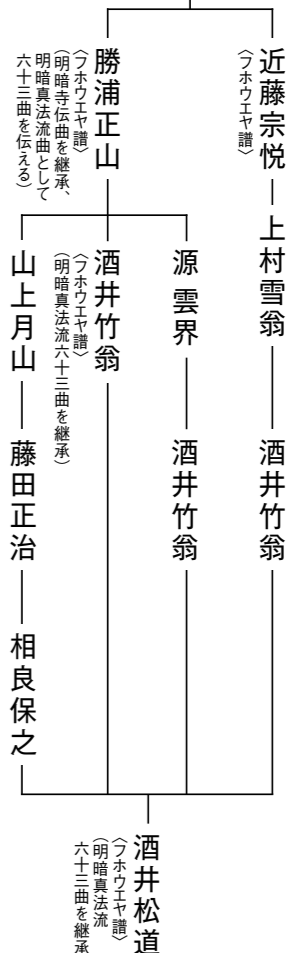 近藤宗悦
〈フホウエヤ譜〉
上村雪翁
酒井竹翁
源雲界
酒井竹翁
勝浦正山
〈フホウエヤ譜〉
（明暗寺伝曲を継承、
明暗真法流曲として
六十三曲を伝える）
酒井竹翁
〈フホウエヤ譜〉
（明暗真法流六十三曲を継承）
山上月山
藤田正治
相良保之
酒井松道
〈フホウエヤ譜〉
（明暗真法流
六十三曲を継承